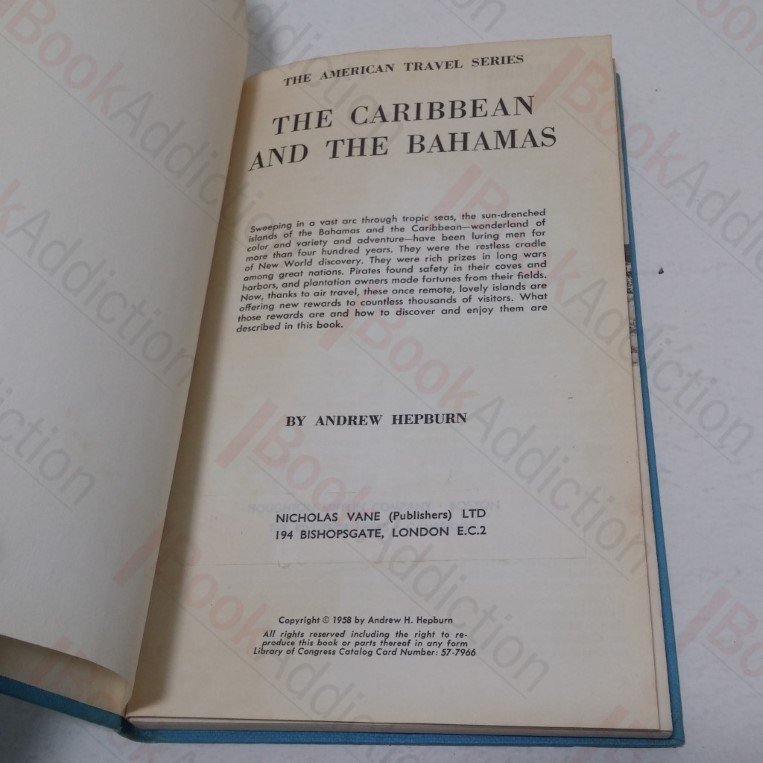 THE AMERICAN TRAVEL SERIES
THE CARIBBEAN
AND THE BAHAMAS
Sweeping in a vast arc through tropic seas, the sun-drenched
islands of the Bahamas and the Caribbean—wonderland of
color and variety and adventure—have been luring men for
more than four hundred years. They were the restless cradle
of New World discovery. They were rich prizes in long wars
among great nations. Pirates found safety in their coves and
harbors, and plantation owners made fortunes from their fields.
Now, thanks to air travel, these once remote, lovely islands are
offering new rewards to countless thousands of visitors. What
those rewards are and how to discover and enjoy them are
described in this book.
BY ANDREW HEPBURN
NICHOLAS VANE (Publishers) LTD
194 BISHOPSGATE, LONDON E.C.2
Copyright © 1958 by Andrew H. Hepburn
All rights reserved including the right to re-
produce this book or parts thereof in any form
Library of Congress Catalog Card Number: 57-7966
BookAddiction